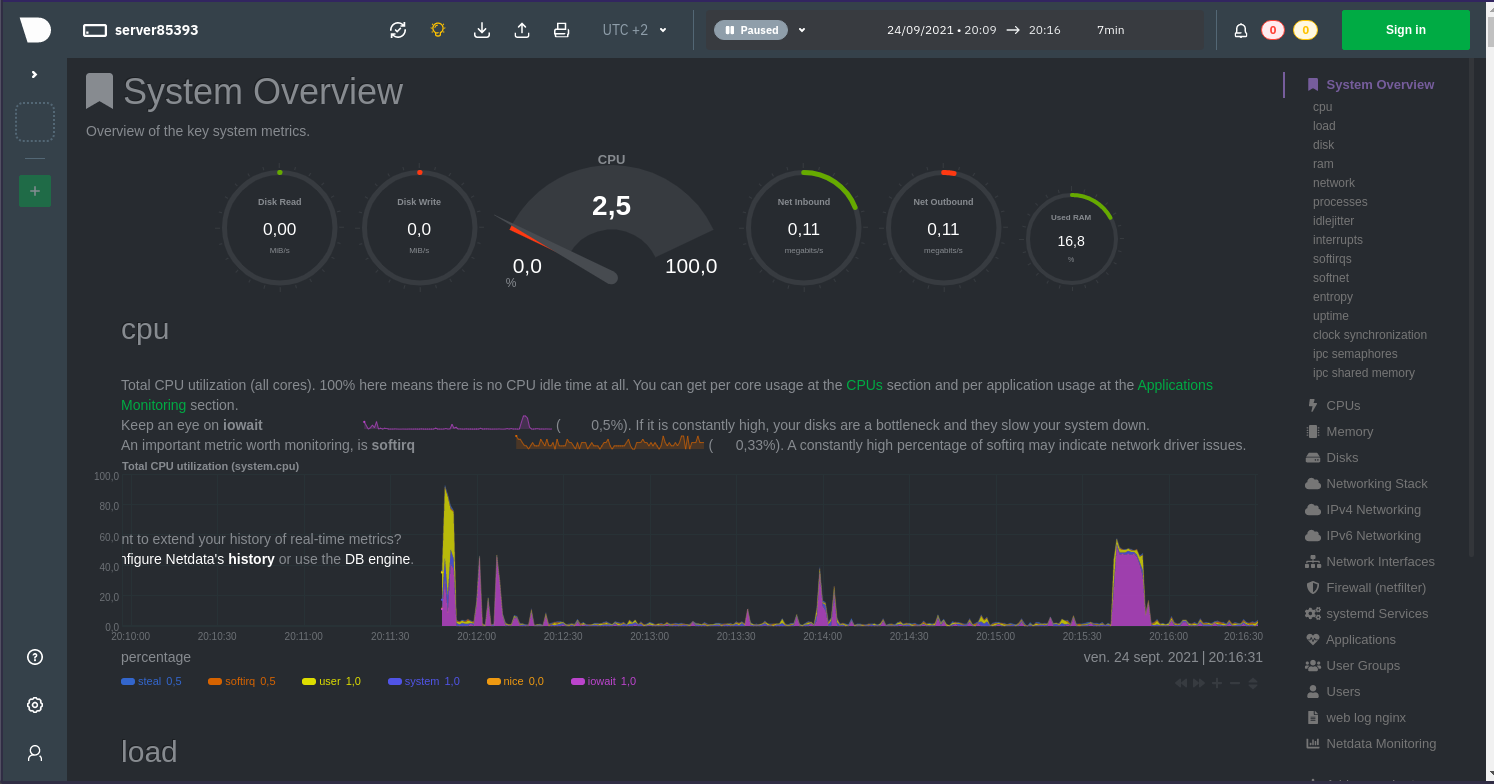 server85393
UTC +2
Paused
24/09/2021 • 20:09 → 20:16
7min
0
0
Sign in
System Overview
Overview of the key system metrics.
Disk Read
0,00
MiB/s
Disk Write
0,0
MiB/s
CPU
2,5
0,0
100,0
%
Net Inbound
0,11
megabits/s
Net Outbound
0,11
megabits/s
Used RAM
16,8
%
cpu
Total CPU utilization (all cores). 100% here means there is no CPU idle time at all. You can get per core usage at the CPUs section and per application usage at the Applications
Monitoring section.
Keep an eye on iowait ( 0,5%). If it is constantly high, your disks are a bottleneck and they slow your system down.
An important metric worth monitoring, is softirq ( 0,33%). A constantly high percentage of softirq may indicate network driver issues.
Total CPU utilization (system.cpu)
100,0
80,0
60,0
40,0
20,0
0,0
nt to extend your history of real-time metrics?
nfigure Netdata's history or use the DB engine.
20:10:00 20:10:30 20:11:00 20:11:30 20:12:00 20:12:30 20:13:00 20:13:30 20:14:00 20:14:30 20:15:00 20:15:30 20:16:00 20:16:30
percentage
ven. 24 sept. 2021 | 20:16:31
steal 0,5 softirq 0,5 user 1,0 system 1,0 nice 0,0 iowait 1,0
load
System Overview
cpu
load
disk
ram
network
processes
idlejitter
interrupts
softirqs
softnet
entropy
uptime
clock synchronization
ipc semaphores
ipc shared memory
CPUs
Memory
Disks
Networking Stack
IPv4 Networking
IPv6 Networking
Network Interfaces
Firewall (netfilter)
systemd Services
Applications
User Groups
Users
web log nginx
Netdata Monitoring